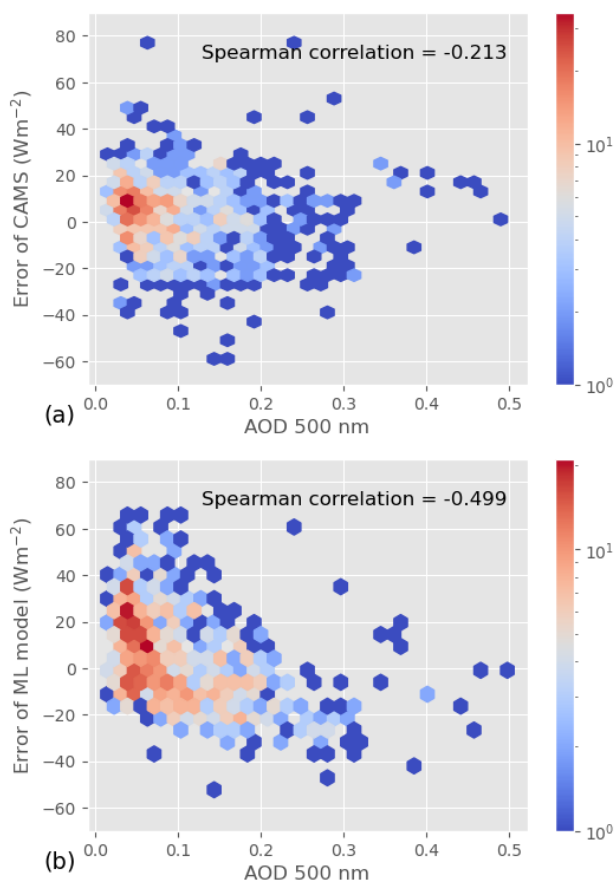 80
60
40
20
0
−20
−40
−60
Error of CAMS (Wm⁻²)
Spearman correlation = -0.213
10¹
10⁰
0.0 0.1 0.2 0.3 0.4 0.5
(a)
AOD 500 nm
80
60
40
20
0
−20
−40
−60
Error of ML model (Wm⁻²)
Spearman correlation = -0.499
10¹
10⁰
0.0 0.1 0.2 0.3 0.4 0.5
(b)
AOD 500 nm